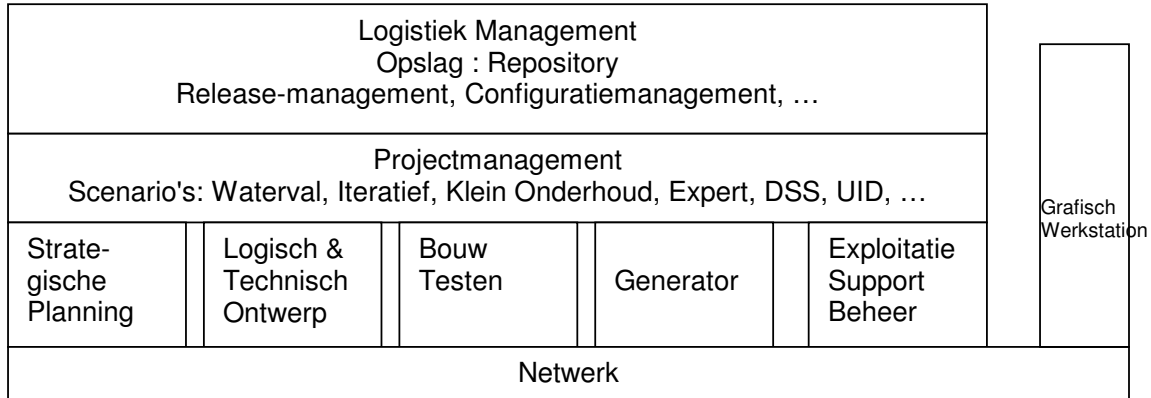 Logistiek Management
Opslag : Repository
Release-management, Configuratiemanagement, …
Projectmanagement
Scenario's: Waterval, Iteratief, Klein Onderhoud, Expert, DSS, UID, …
Strate-
gische
Planning
Logisch &
Technisch
Ontwerp
Bouw
Testen
Generator
Exploitatie
Support
Beheer
Grafisch
Werkstation
Netwerk